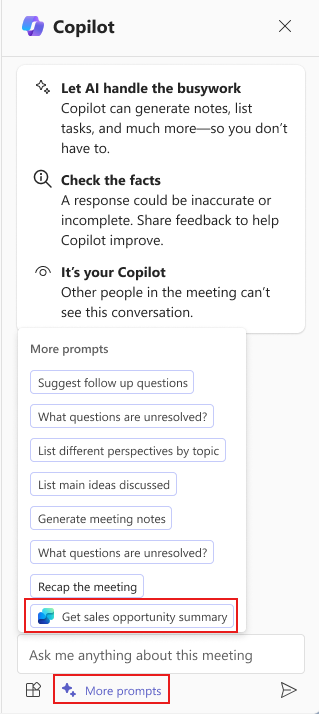 Copilot
Let AI handle the busywork
Copilot can generate notes, list
tasks, and much more—so you don't
have to.
Check the facts
A response could be inaccurate or
incomplete. Share feedback to help
Copilot improve.
It's your Copilot
Other people in the meeting can't
see this conversation.
More prompts
Suggest follow up questions
What questions are unresolved?
List different perspectives by topic
List main ideas discussed
Generate meeting notes
What questions are unresolved?
Recap the meeting
Get sales opportunity summary
Ask me anything about this meeting
More prompts